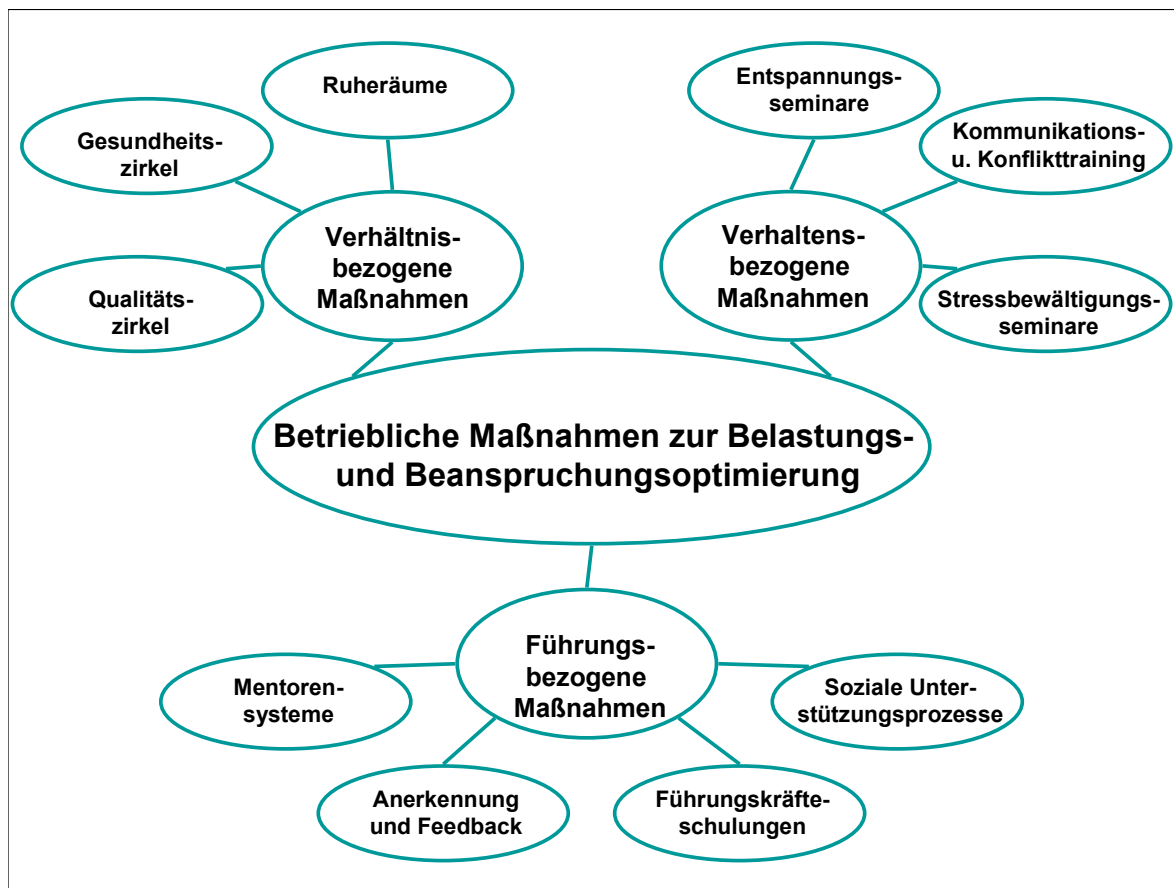 Ruheräume
Gesundheits-
zirkel
Qualitäts-
zirkel
Verhältnis-
bezogene
Maßnahmen
Entspannungs-
seminare
Kommunikations-
u. Konflikttraining
Stressbewältigungs-
seminare
Verhaltens-
bezogene
Maßnahmen
Betriebliche Maßnahmen zur Belastungs-
und Beanspruchungsoptimierung
Führungs-
bezogene
Maßnahmen
Mentoren-
systeme
Anerkennung
und Feedback
Führungskräfte-
schulungen
Soziale Unter-
stützungsprozesse